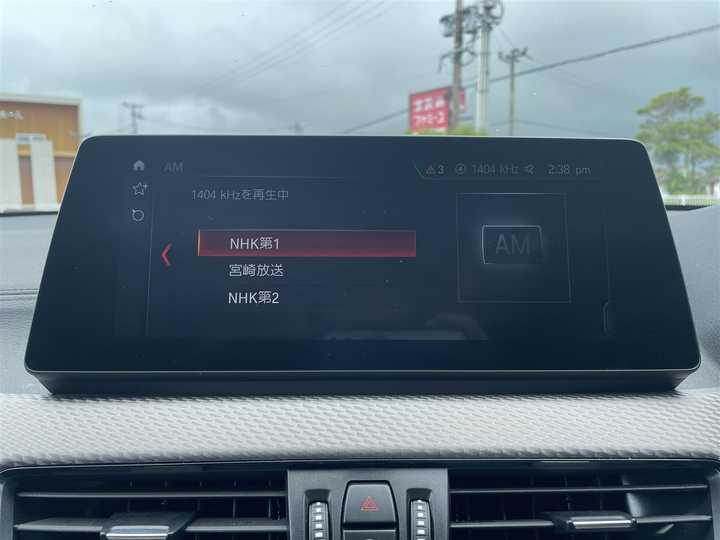 AM
3
1404 kHz
2:38 pm
1404 kHzを再生中
NHK第1
宮崎放送
NHK第2
AM